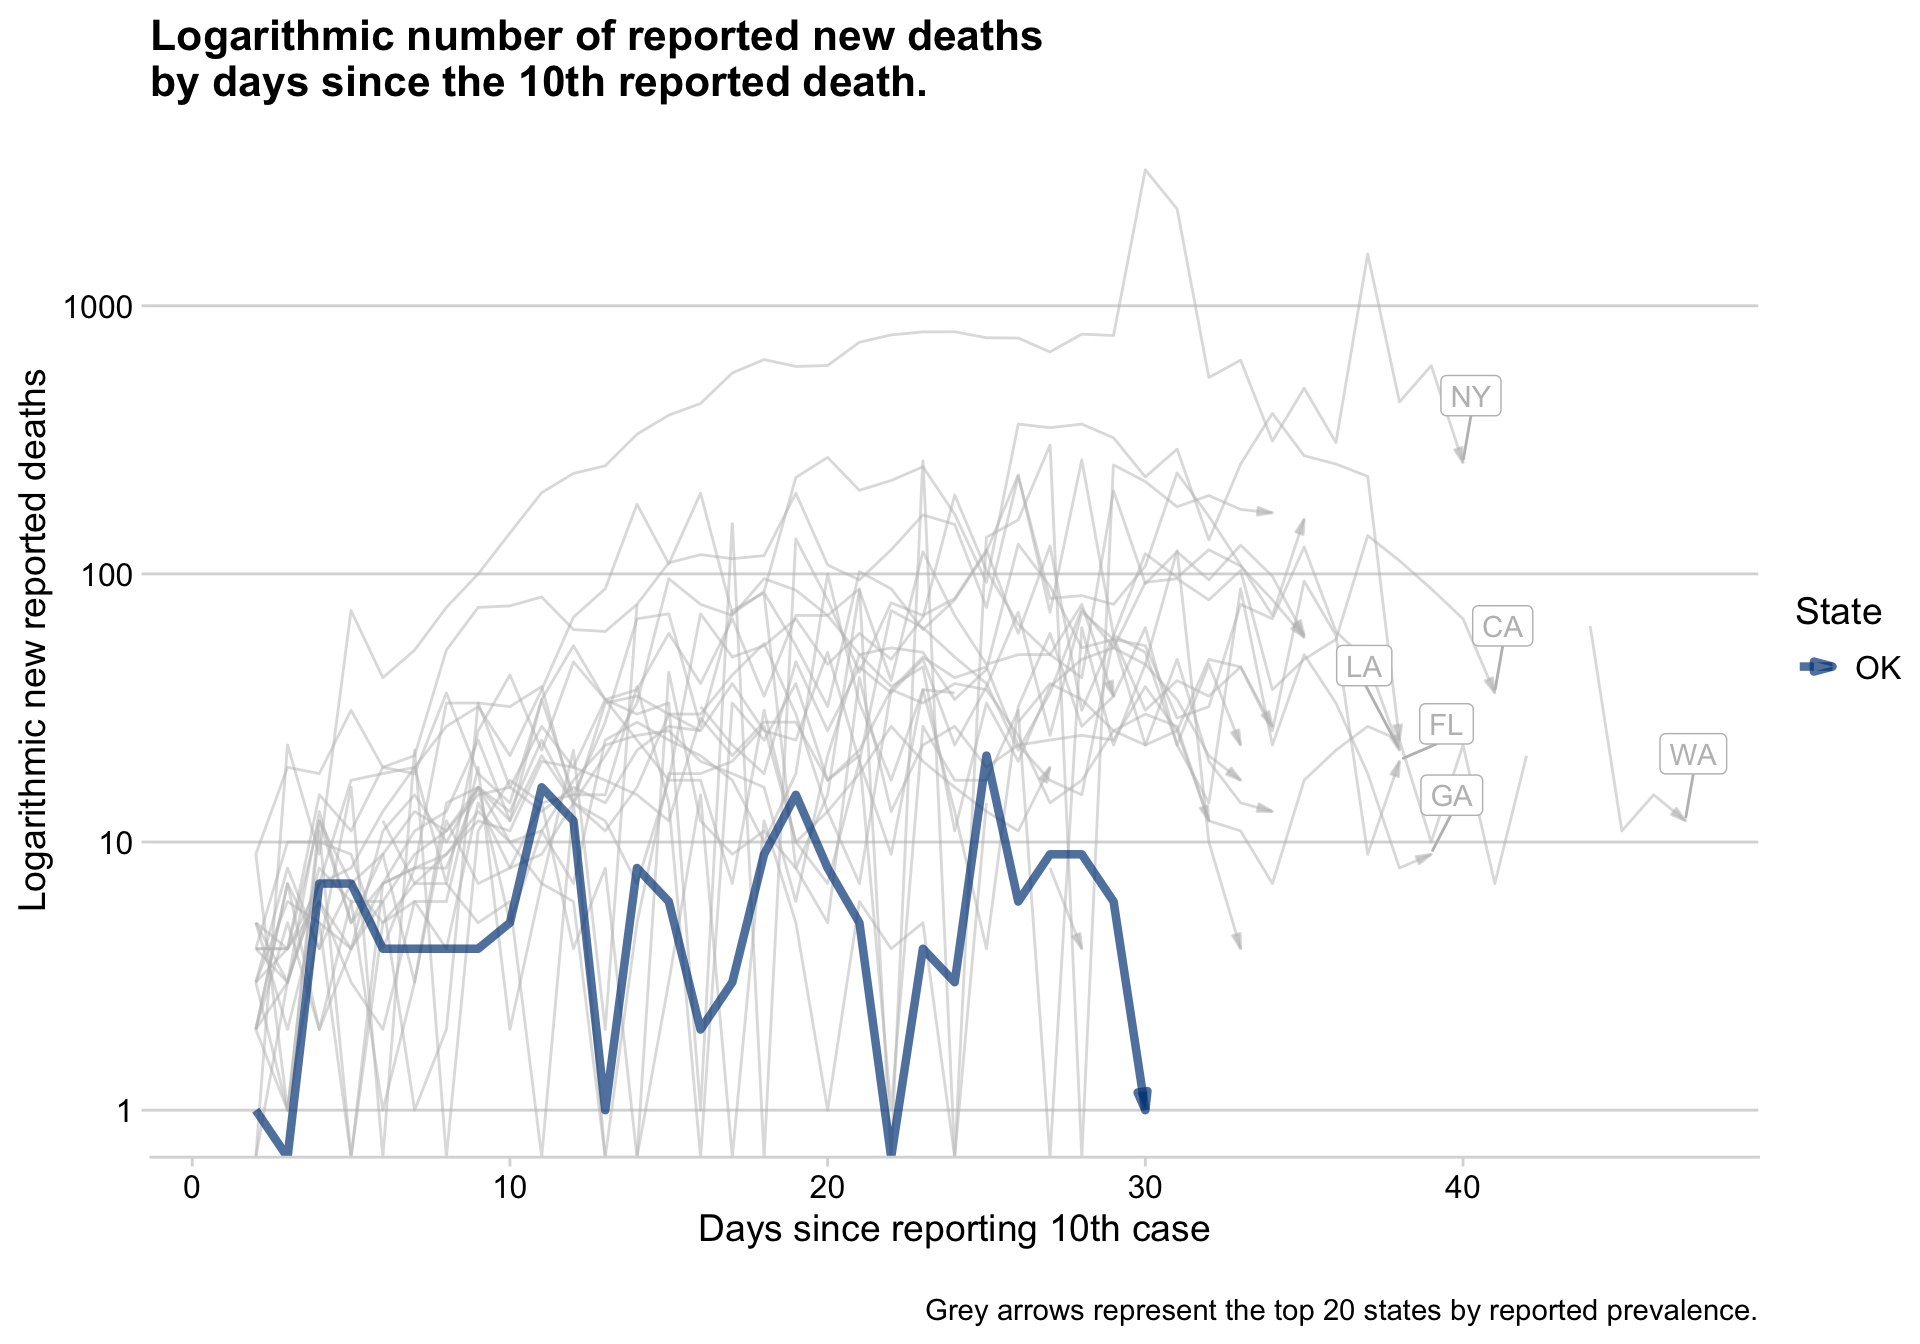 Logarithmic number of reported new deaths
by days since the 10th reported death.
Logarithmic new reported deaths
1000
100
10
1
NY
CA
LA
FL
WA
GA
State
OK
0 10 20 30 40
Days since reporting 10th case
Grey arrows represent the top 20 states by reported prevalence.